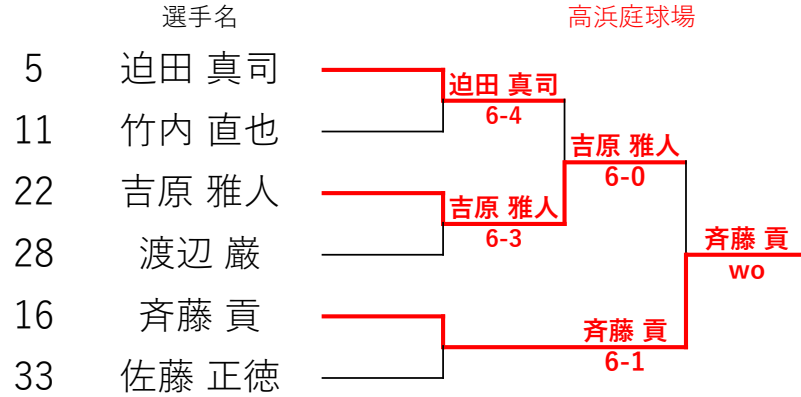 選手名 高浜庭球場
5 迫田 真司
迫田 真司
6-4
11 竹内 直也
吉原 雅人
6-0
22 吉原 雅人
吉原 雅人
6-3
28 渡辺 巌
斉藤 貢
wo
16 斉藤 貢
斉藤 貢
6-1
33 佐藤 正徳